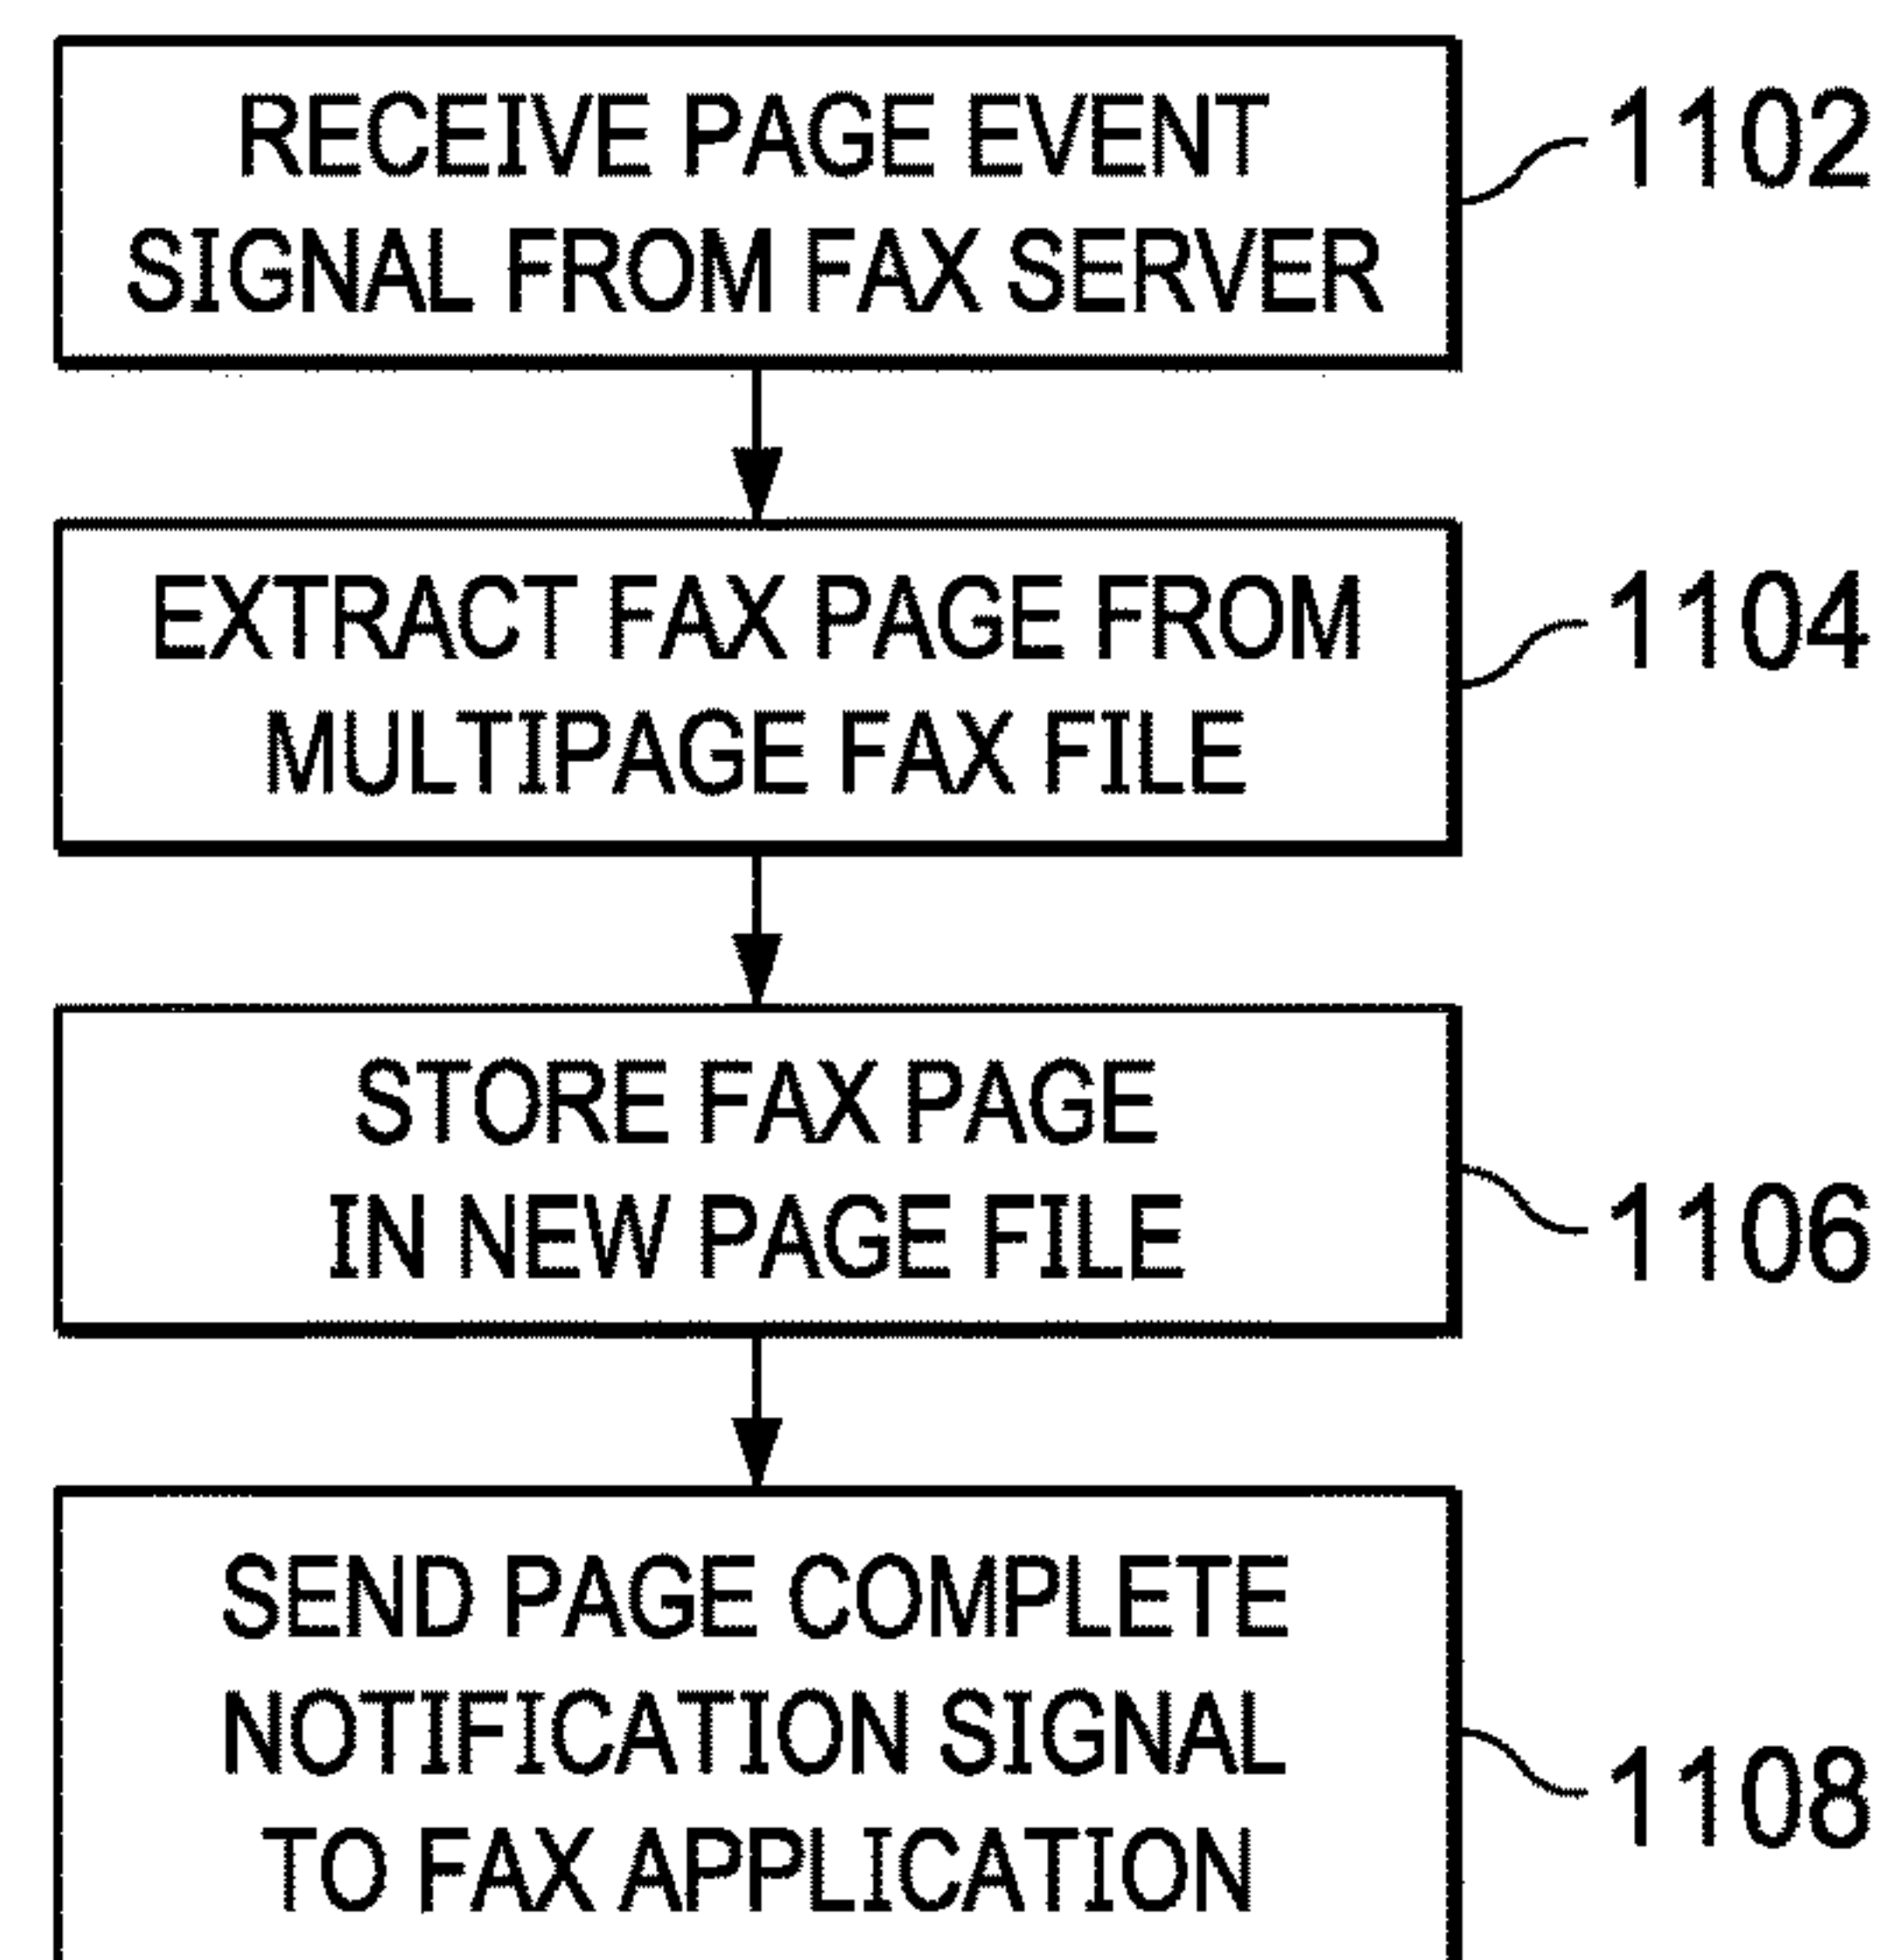 RECEIVE PAGE EVENT
SIGNAL FROM FAX SERVER
1102
EXTRACT FAX PAGE FROM
MULTIPAGE FAX FILE
1104
STORE FAX PAGE
IN NEW PAGE FILE
1106
SEND PAGE COMPLETE
NOTIFICATION SIGNAL
TO FAX APPLICATION
1108